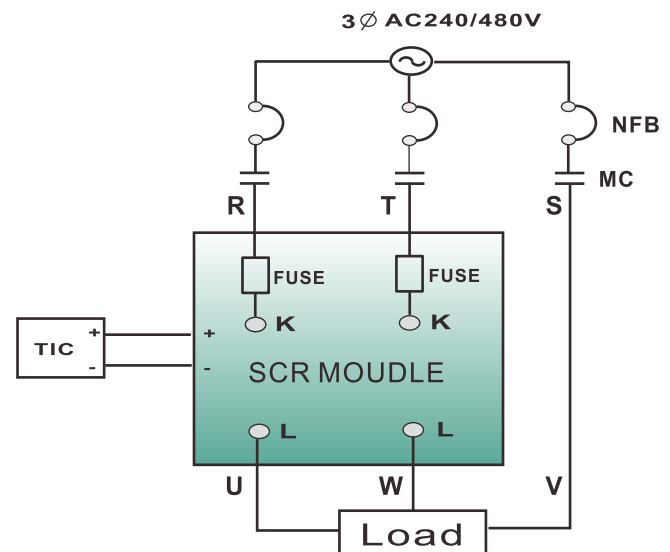 3∅ AC240/480V
NFB
MC
R
T
S
FUSE
FUSE
K
K
TIC
+
-
+
-
SCR MOUDLE
L
L
U
W
V
Load